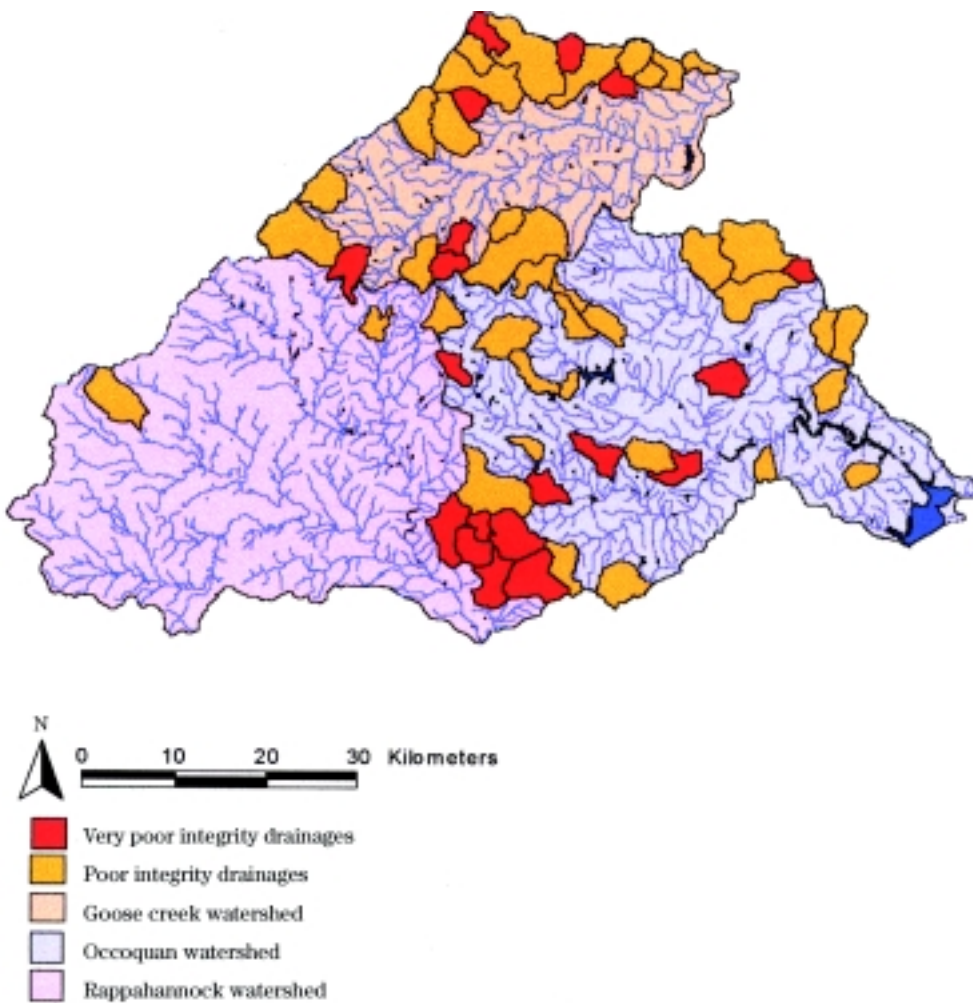 N
0 10 20 30 Kilometers
Very poor integrity drainages
Poor integrity drainages
Goose creek watershed
Occoquan watershed
Rappahannock watershed